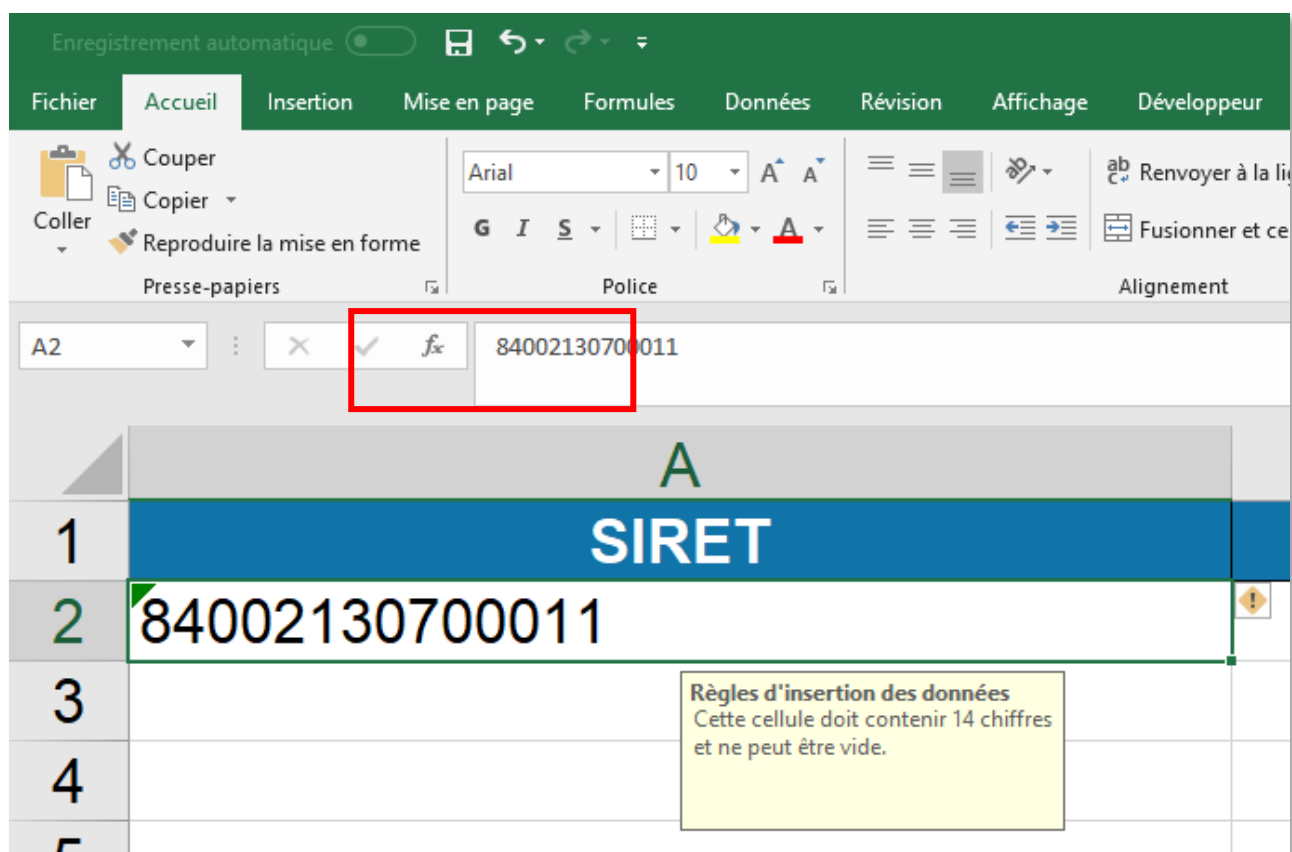 Enregistrement automatique
Fichier Accueil Insertion Mise en page Formules Données Révision Affichage Développeur
Coller
Couper
Copier
Reproduire la mise en forme
Presse-papiers
Arial 10 A A
G I S A
Police
ab Renvoyer à la li
Fusionner et ce
Alignement
A2 fx 84002130700011
A
1 SIRET
2 84002130700011
3
4
Règles d'insertion des données
Cette cellule doit contenir 14 chiffres
et ne peut être vide.